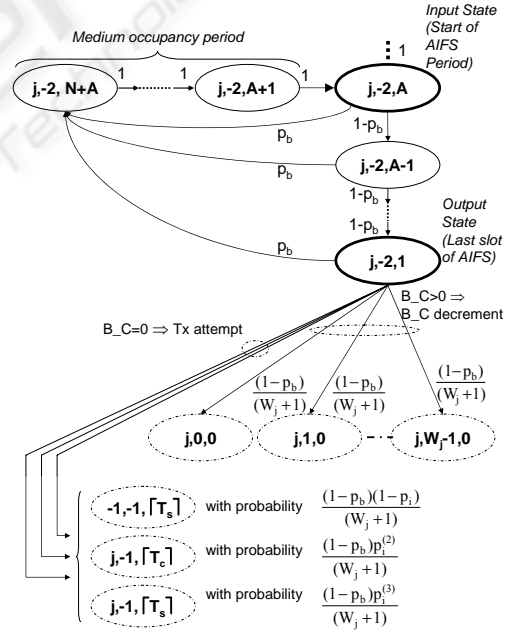 Medium occupancy period
Input State
(Start of
AIFS
Period)
1
1
1
1
j,-2, N+A
j,-2,A+1
j,-2,A
p_b
1-p_b
p_b
j,-2,A-1
1-p_b
1-p_b
p_b
Output
State
(Last slot
of AIFS)
j,-2,1
B_C>0 ⇒
B_C decrement
B_C=0 ⇒ Tx attempt
(1-p_b)/(W_j+1)
(1-p_b)/(W_j+1)
(1-p_b)/(W_j+1)
j,0,0
j,1,0
j,W_j-1,0
-1,-1,⌈T_s⌉ with probability (1-p_b)(1-p_i)/(W_j+1)
j,-1,⌈T_c⌉ with probability (1-p_b)p_i^(2)/(W_j+1)
j,-1,⌈T_s⌉ with probability (1-p_b)p_i^(3)/(W_j+1)